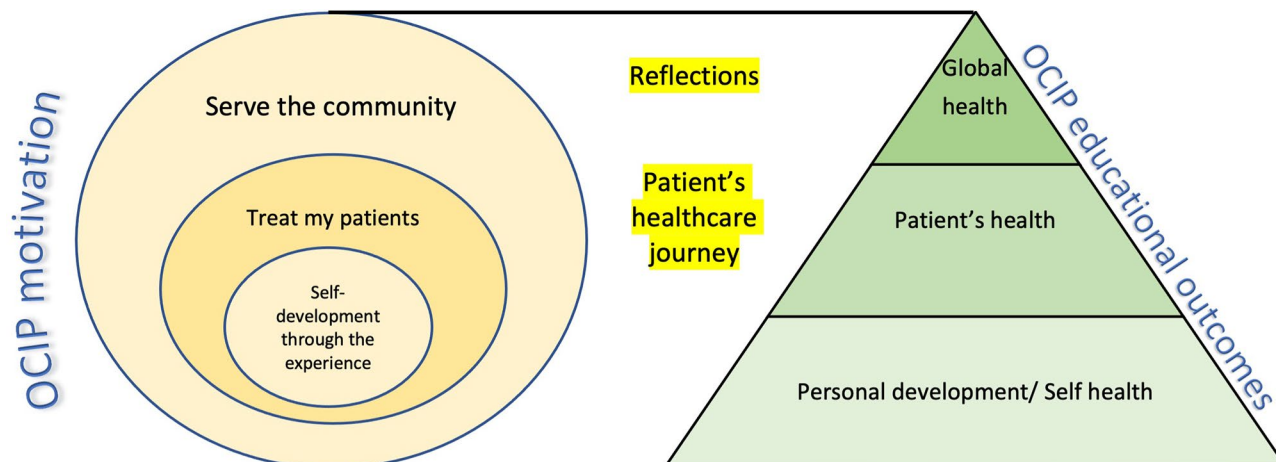 OCIP motivation
Serve the community
Treat my patients
Self-
development
through the
experience
Reflections
Patient’s
healthcare
journey
Global
health
Patient’s health
Personal development/ Self health
OCIP educational outcomes